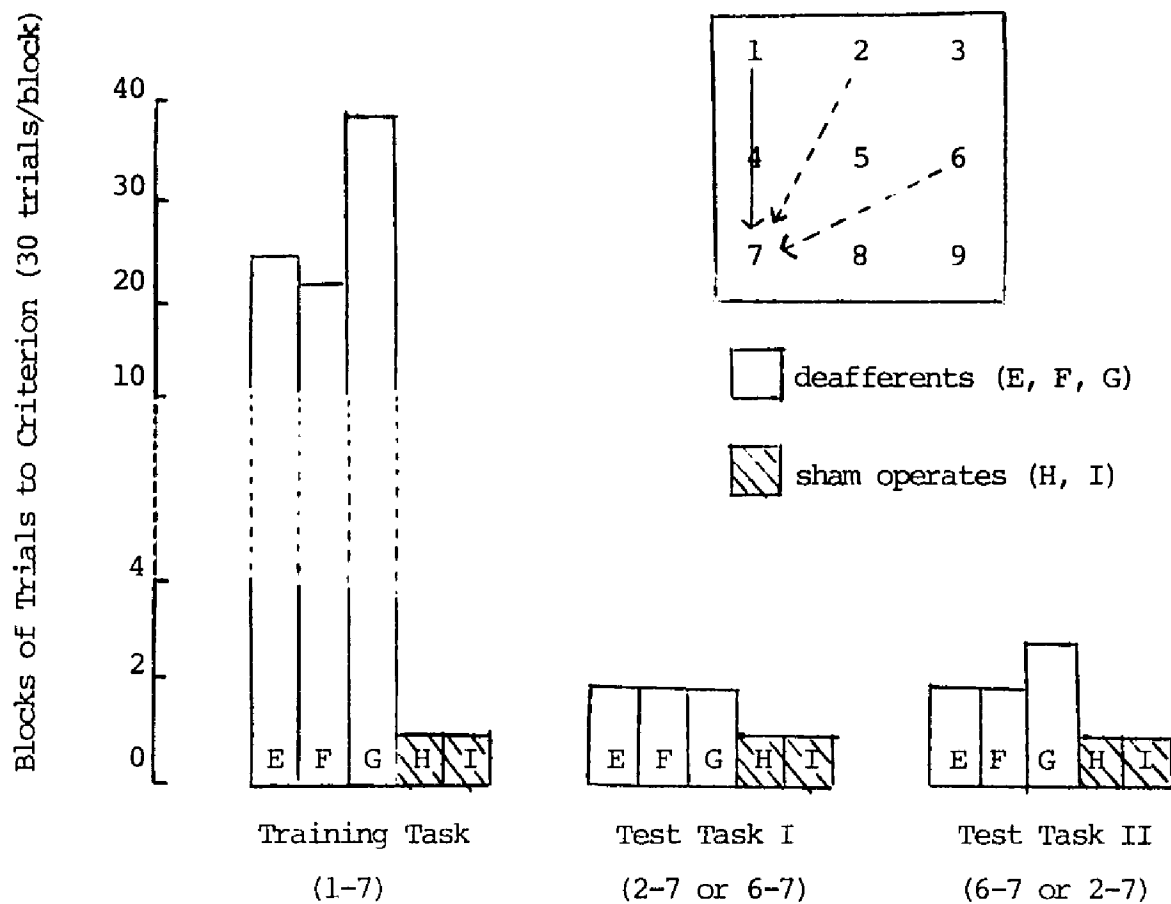 Blocks of Trials to Criterion (30 trials/block)
40
30
20
10
4
2
0
1 2 3
4 5 6
7 8 9
deafferents (E, F, G)
sham operates (H, I)
E F G H I
E F G H I
E F G H I
Training Task
(1-7)
Test Task I
(2-7 or 6-7)
Test Task II
(6-7 or 2-7)